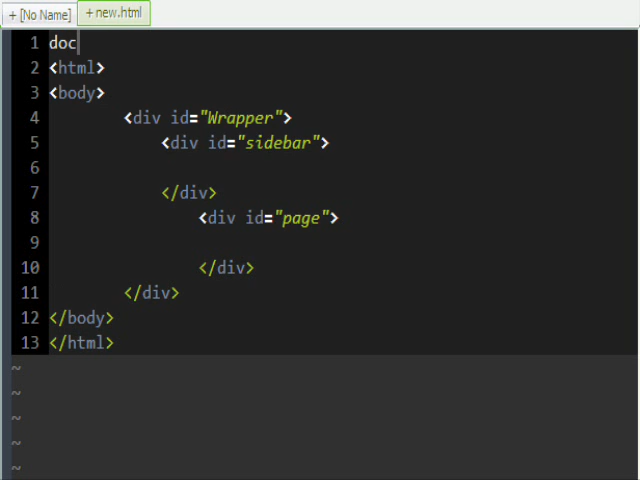 + [No Name] + new.html
1 doc
2 <html>
3 <body>
4 <div id="Wrapper">
5 <div id="sidebar">
6
7 </div>
8 <div id="page">
9
10 </div>
11 </div>
12 </body>
13 </html>
~
~
~
~
~